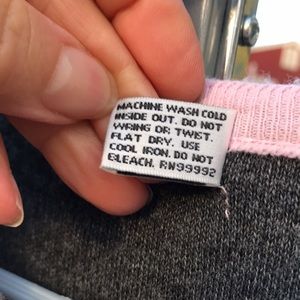 MACHINE WASH COLD
INSIDE OUT. DO NOT
WRING OR TWIST
FLAT DRY. USE
COOL IRON. DO NOT
BLEACH. RN99992